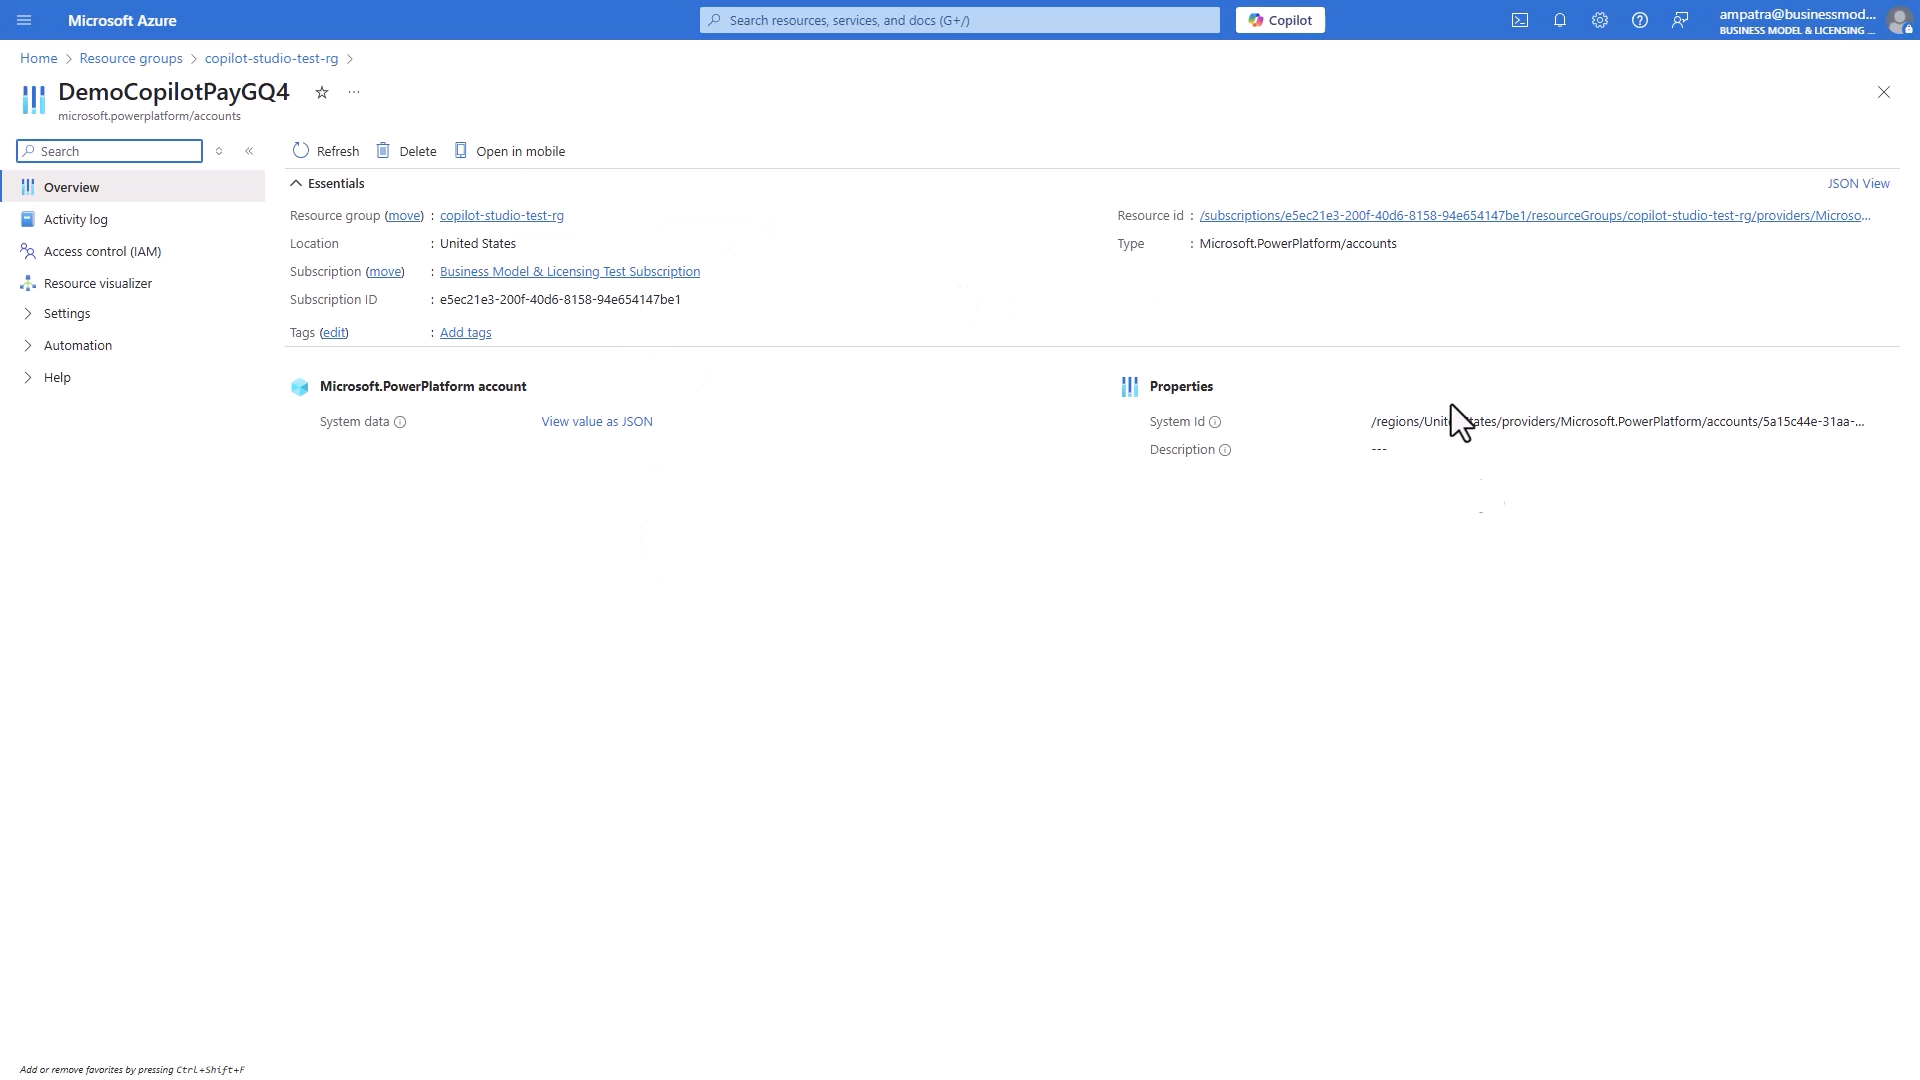 Microsoft Azure
Search resources, services, and docs (G+/)
Copilot
ampatra@businessmod...
BUSINESS MODEL & LICENSING ...
Home > Resource groups > copilot-studio-test-rg >
DemoCopilotPayGQ4
microsoft.powerplatform/accounts
Search
Refresh
Delete
Open in mobile
Overview
Activity log
Access control (IAM)
Resource visualizer
Settings
Automation
Help
Essentials
JSON View
Resource group (move) : copilot-studio-test-rg
Location : United States
Subscription (move) : Business Model & Licensing Test Subscription
Subscription ID : e5ec21e3-200f-40d6-8158-94e654147be1
Tags (edit) : Add tags
Resource id : /subscriptions/e5ec21e3-200f-40d6-8158-94e654147be1/resourceGroups/copilot-studio-test-rg/providers/Microso...
Type : Microsoft.PowerPlatform/accounts
Microsoft.PowerPlatform account
System data
View value as JSON
Properties
System Id /regions/Unit tates/providers/Microsoft.PowerPlatform/accounts/5a15c44e-31aa-...
Description ---
Add or remove favorites by pressing Ctrl+Shift+F